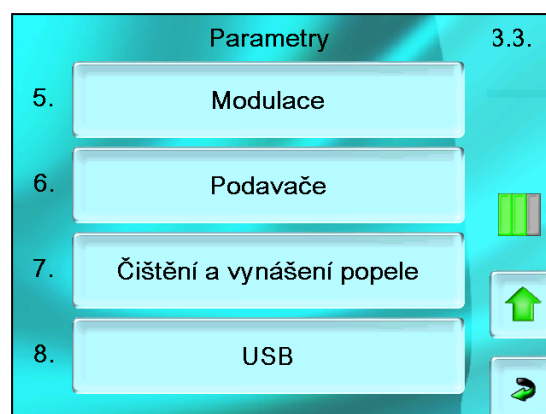 Parametry 3.3.
5. Modulace
6. Podavače
7. Čištění a vynášení popele
8. USB